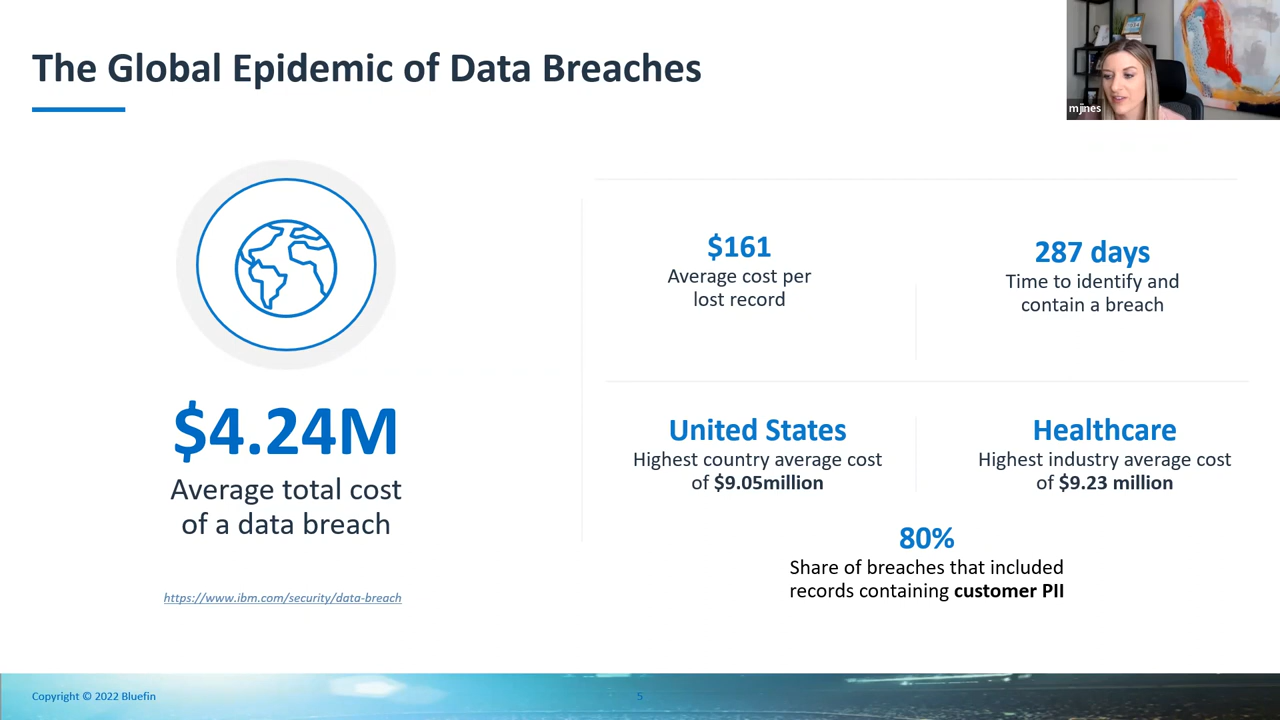 The Global Epidemic of Data Breaches
mjines
$4.24M
Average total cost
of a data breach
https://www.ibm.com/security/data-breach
$161
Average cost per
lost record
287 days
Time to identify and
contain a breach
United States
Highest country average cost
of $9.05million
Healthcare
Highest industry average cost
of $9.23 million
80%
Share of breaches that included
records containing customer PII
Copyright © 2022 Bluefin
5